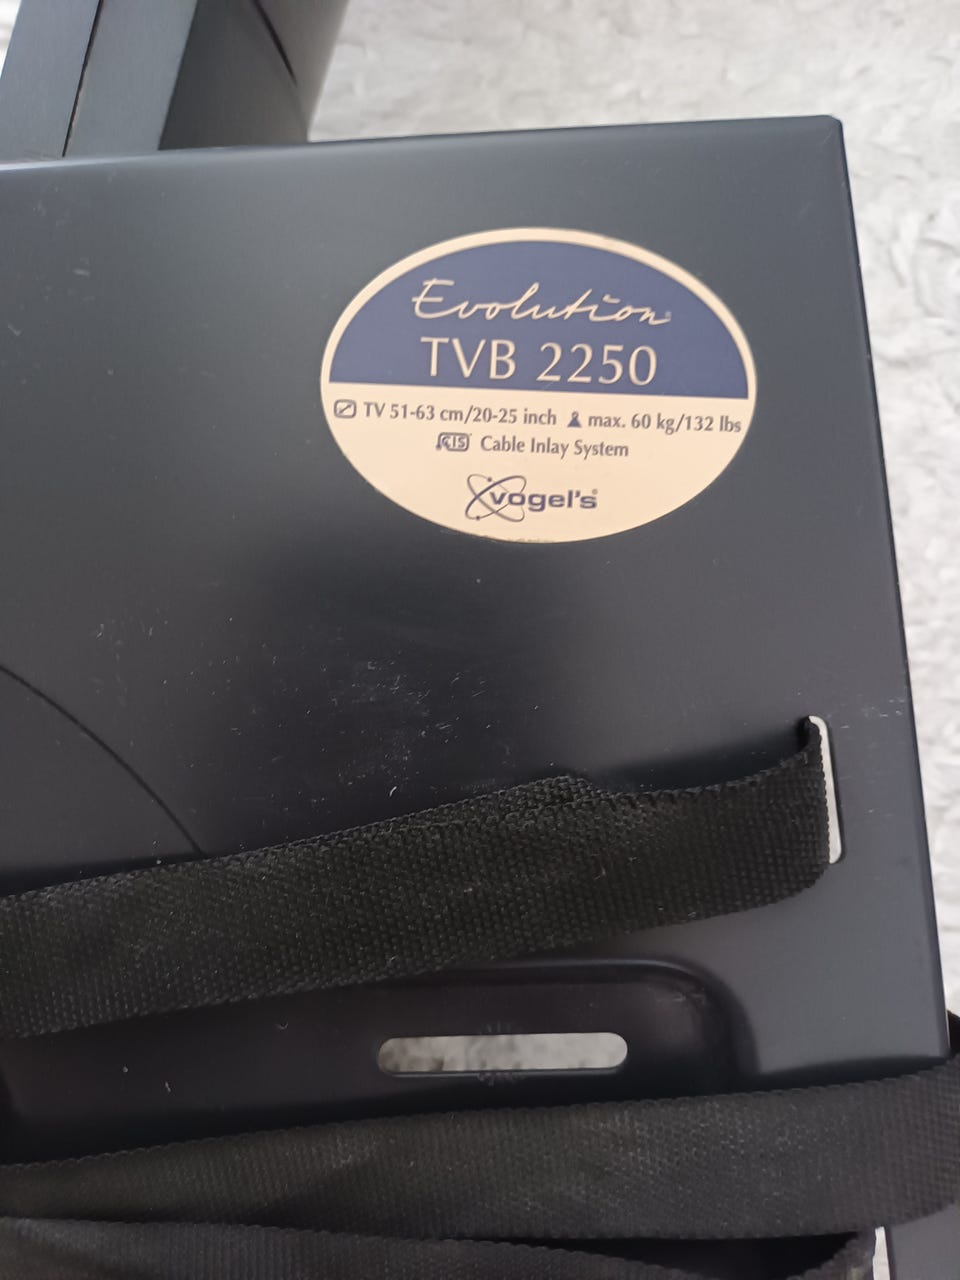 Evolution®
TVB 2250
TV 51-63 cm/20-25 inch max. 60 kg/132 lbs
CIS Cable Inlay System
vogel's®